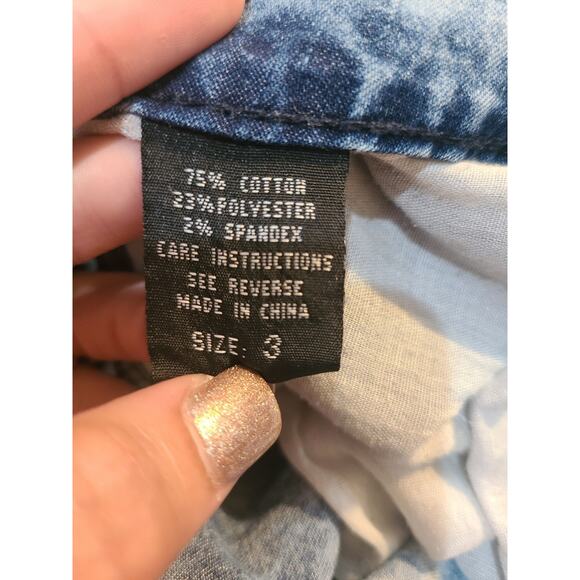 75% COTTON
23% POLYESTER
2% SPANDEX
CARE INSTRUCTIONS
SEE REVERSE
MADE IN CHINA
SIZE: 3